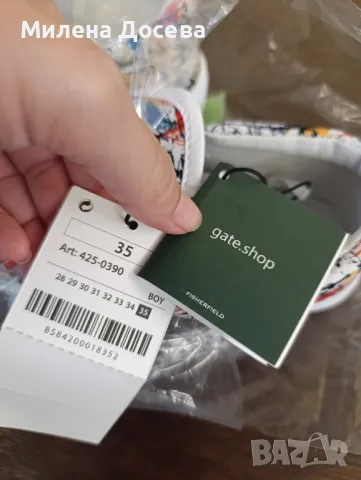 Милена Досева
35
Art: 425-0390
BOY
28 29 30 31 32 33 34 35
8584200018352
gate.shop
FISHERFIELD
BAZAR
bg